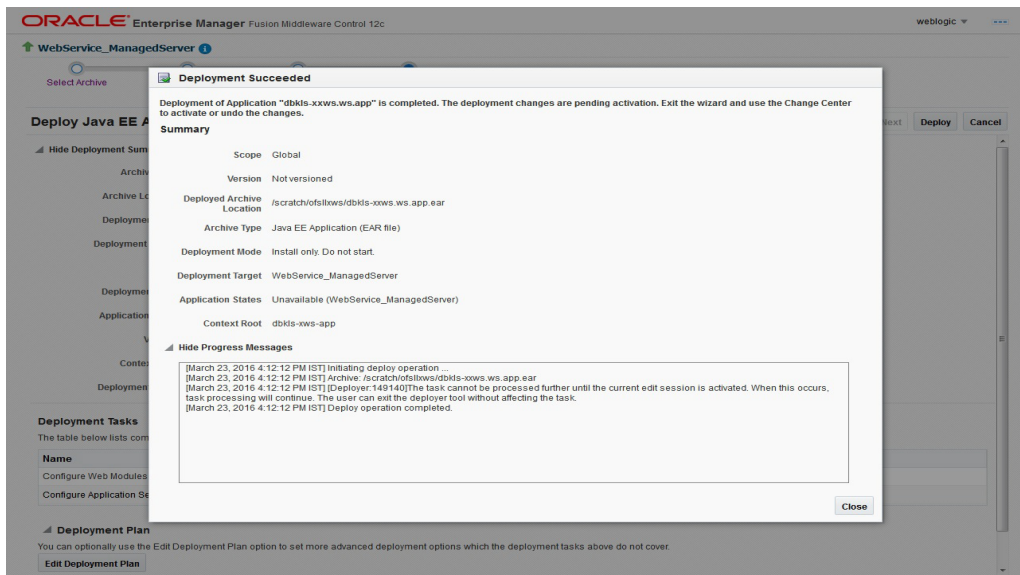 ORACLE Enterprise Manager Fusion Middleware Control 12c
weblogic
WebService_ManagedServer
Select Archive
Deploy Java EE A
Next Deploy Cancel
Hide Deployment Sum
Archiv
Archive Lo
Deployme
Deployment
Deployme
Application
V
Conte
Deploymen
Deployment Succeeded
Deployment of Application "dbkls-xxws.ws.app" is completed. The deployment changes are pending activation. Exit the wizard and use the Change Center
to activate or undo the changes.
Summary
Scope Global
Version Not versioned
Deployed Archive
Location /scratch/ofsllxws/dbkls-xxws.ws.app.ear
Archive Type Java EE Application (EAR file)
Deployment Mode Install only. Do not start.
Deployment Target WebService_ManagedServer
Application States Unavailable (WebService_ManagedServer)
Context Root dbkls-xws-app
Hide Progress Messages
[March 23, 2016 4:12:12 PM IST] Initiating deploy operation ...
[March 23, 2016 4:12:12 PM IST] Archive: /scratch/ofsllxws/dbkls-xxws.ws.app.ear
[March 23, 2016 4:12:12 PM IST] [Deployer:149140]The task cannot be processed further until the current edit session is activated. When this occurs,
task processing will continue. The user can exit the deployer tool without affecting the task.
[March 23, 2016 4:12:12 PM IST] Deploy operation completed.
Close
Deployment Tasks
The table below lists com
Name
Configure Web Modules
Configure Application Se
Deployment Plan
You can optionally use the Edit Deployment Plan option to set more advanced deployment options which the deployment tasks above do not cover.
Edit Deployment Plan